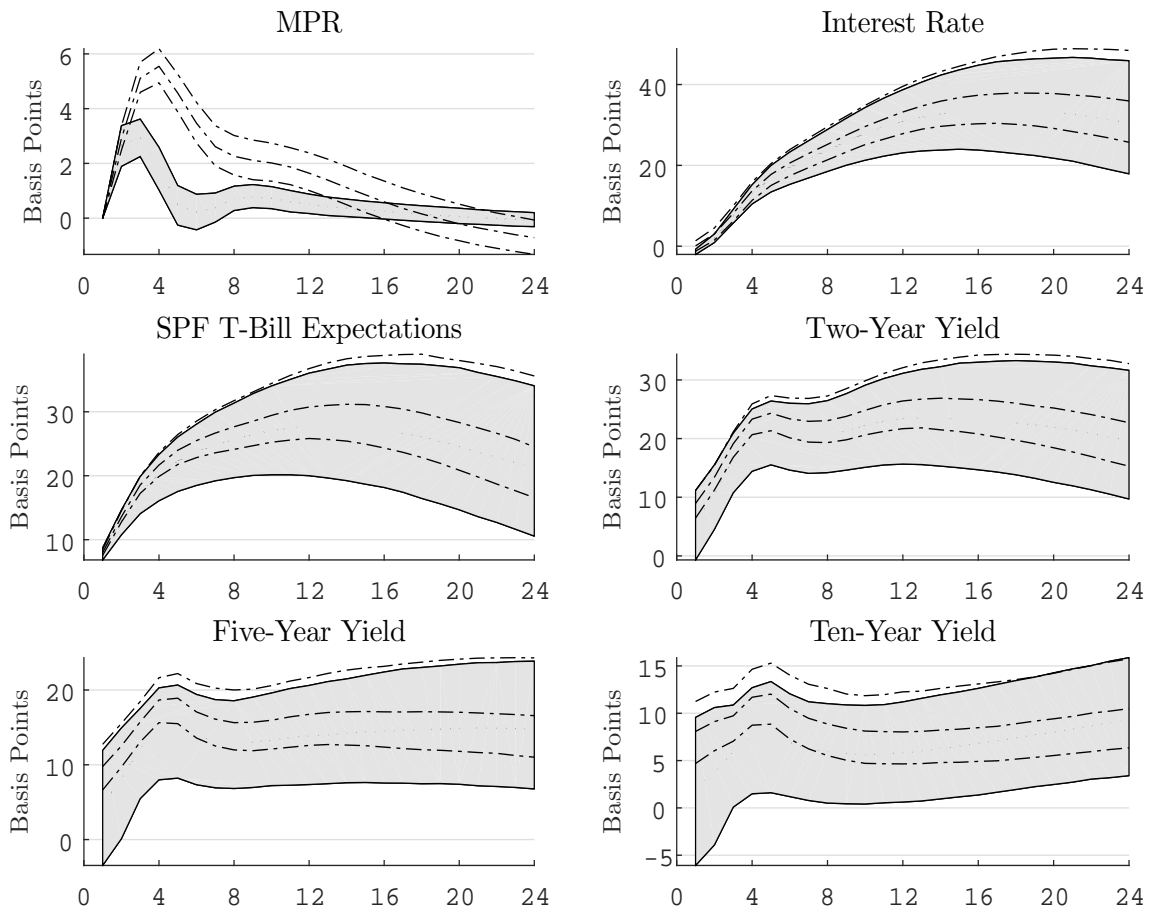 MPR
Basis Points
6
4
2
0
0 4 8 12 16 20 24
Interest Rate
Basis Points
40
20
0
0 4 8 12 16 20 24
SPF T-Bill Expectations
Basis Points
30
20
10
0 4 8 12 16 20 24
Two-Year Yield
Basis Points
30
20
10
0
0 4 8 12 16 20 24
Five-Year Yield
Basis Points
20
10
0
0 4 8 12 16 20 24
Ten-Year Yield
Basis Points
15
10
5
0
-5
0 4 8 12 16 20 24